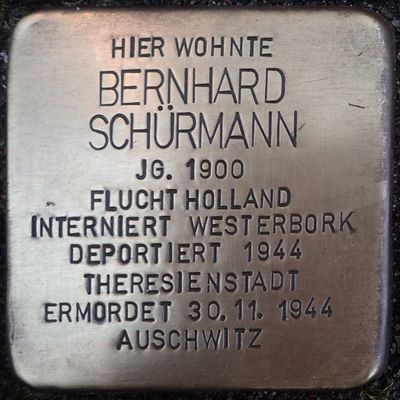 HIER WOHNTE
BERNHARD
SCHÜRMANN
JG. 1900
FLUCHT HOLLAND
INTERNIERT WESTERBORK
DEPORTIERT 1944
THERESIENSTADT
ERMORDET 30.11.1944
AUSCHWITZ